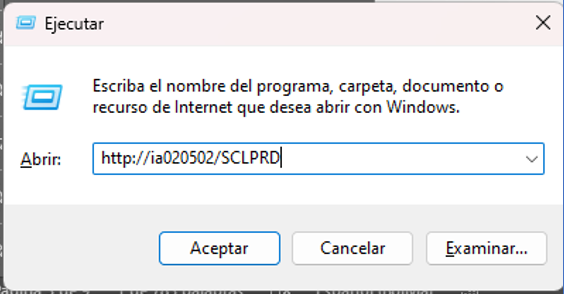 Ejecutar
Escriba el nombre del programa, carpeta, documento o
recurso de Internet que desea abrir con Windows.
Abrir: http://ia020502/SCLPRD
Aceptar Cancelar Examinar...